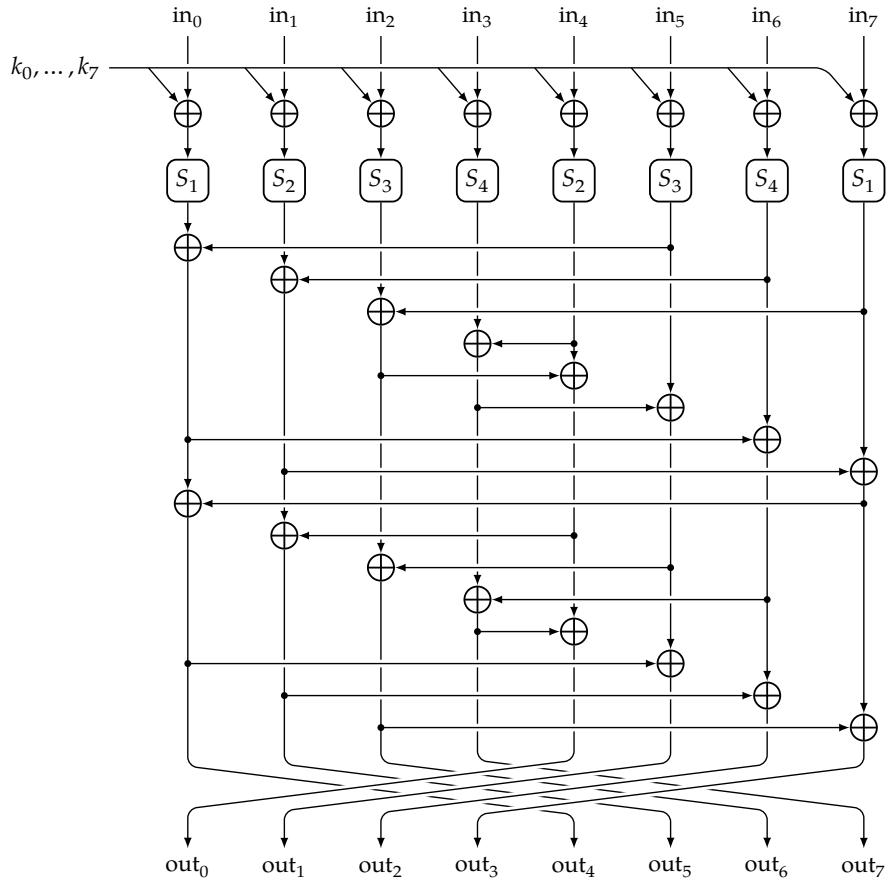 in₀ in₁ in₂ in₃ in₄ in₅ in₆ in₇
k₀, … , k₇
S₁ S₂ S₃ S₄ S₂ S₃ S₄ S₁
out₀ out₁ out₂ out₃ out₄ out₅ out₆ out₇